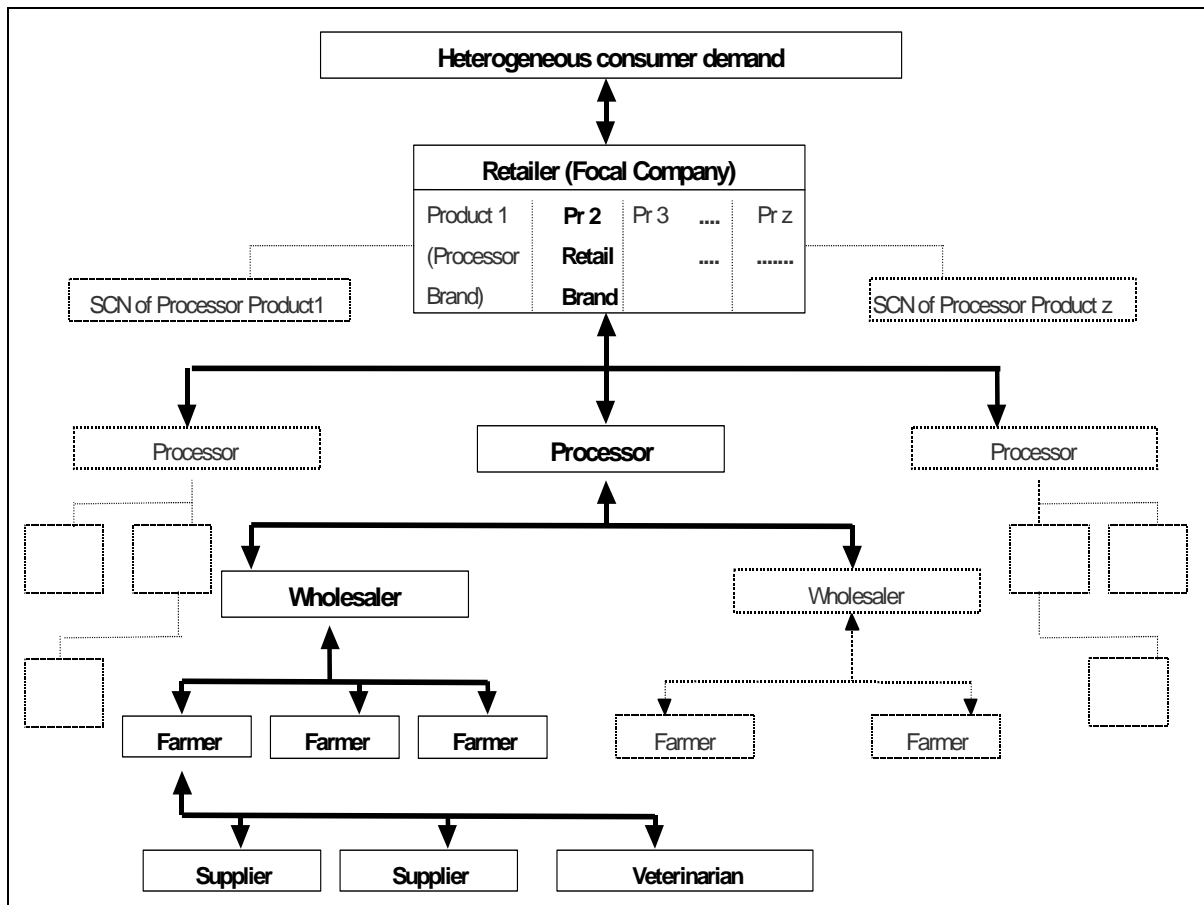 Heterogeneous consumer demand
Retailer (Focal Company)
Product 1 Pr 2 Pr 3 .... Pr z
(Processor Retail .... .......
Brand) Brand
SCN of Processor Product1 SCN of Processor Product z
Processor Processor Processor
Wholesaler Wholesaler
Farmer Farmer Farmer Farmer Farmer
Supplier Supplier Veterinarian